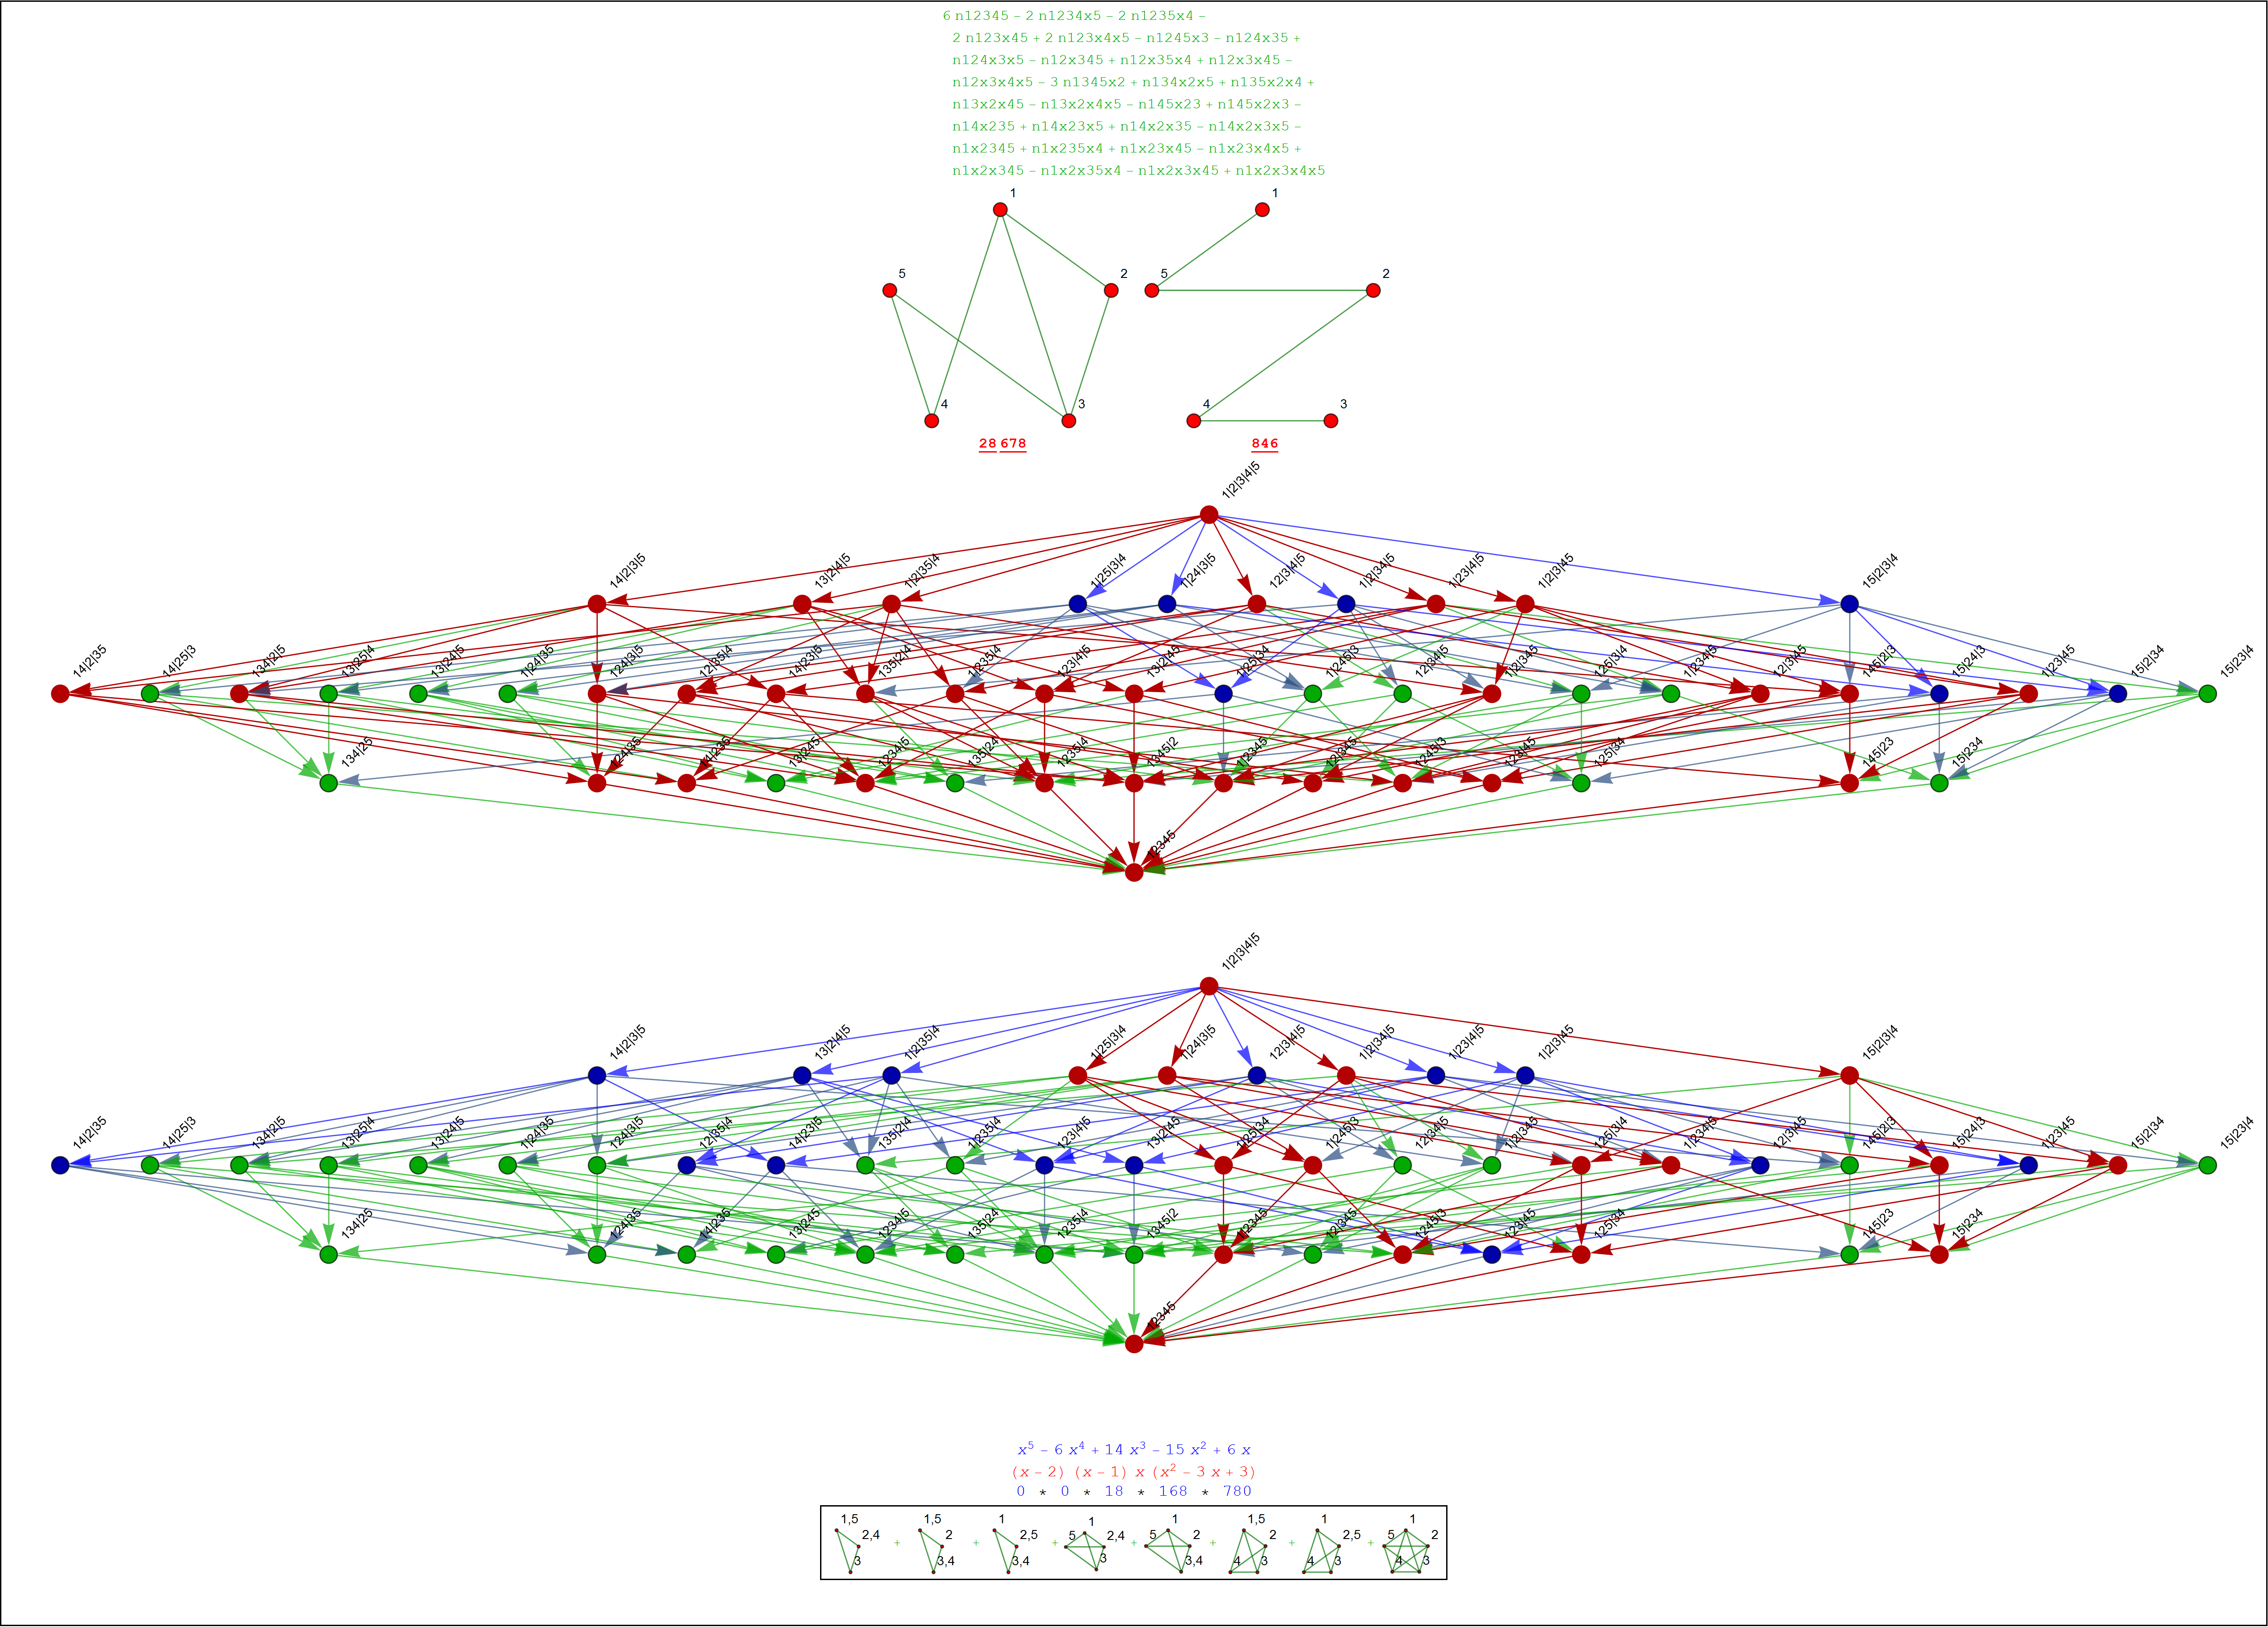 6 n12345 − 2 n1234x5 − 2 n1235x4 −
2 n123x45 + 2 n123x4x5 − n1245x3 − n124x35 +
n124x3x5 − n12x345 + n12x35x4 + n12x3x45 −
n12x3x4x5 − 3 n1345x2 + n134x2x5 + n135x2x4 +
n13x2x45 − n13x2x4x5 − n145x23 + n145x2x3 −
n14x235 + n14x23x5 + n14x2x35 − n14x2x3x5 −
n1x2345 + n1x235x4 + n1x23x45 − n1x23x4x5 +
n1x2x345 − n1x2x35x4 − n1x2x3x45 + n1x2x3x4x5
1 1
5 2 5 2
4 3 4 3
28 678 846
1|2|3|4|5
14|2|3|5 13|2|4|5 1|2|35|4 1|25|3|4 1|24|3|5 12|3|4|5 1|2|34|5 1|23|4|5 1|2|3|45 15|2|3|4
14|2|35 14|25|3 134|2|5 13|25|4 13|24|5 1|24|35 124|3|5 12|35|4 14|23|5 135|2|4 1|235|4 123|4|5 13|2|45 1|25|34 1|245|3 12|34|5 1|2|345 125|3|4 1|234|5 12|3|45 145|2|3 15|24|3 1|23|45 15|2|34 15|23|4
134|25 124|35 14|235 13|245 1234|5 135|24 1235|4 1345|2 1|2345 12|345 1245|3 123|45 125|34 145|23 15|234
12345
1|2|3|4|5
14|2|3|5 13|2|4|5 1|2|35|4 1|25|3|4 1|24|3|5 12|3|4|5 1|2|34|5 1|23|4|5 1|2|3|45 15|2|3|4
14|2|35 14|25|3 134|2|5 13|25|4 13|24|5 1|24|35 124|3|5 12|35|4 14|23|5 135|2|4 1|235|4 123|4|5 13|2|45 1|25|34 1|245|3 12|34|5 1|2|345 125|3|4 1|234|5 12|3|45 145|2|3 15|24|3 1|23|45 15|2|34 15|23|4
134|25 124|35 14|235 13|245 1234|5 135|24 1235|4 1345|2 1|2345 12|345 1245|3 123|45 125|34 145|23 15|234
12345
x⁵ − 6 x⁴ + 14 x³ − 15 x² + 6 x
(x − 2) (x − 1) x (x² − 3 x + 3)
0 * 0 * 18 * 168 * 780
1,5 1,5 1 1 1 1,5 1 1
2,4 + 2 + 2,5 + 5 2,4 + 5 2 + 2 + 2,5 + 5 2
3 3,4 3,4 3 3,4 4 3 4 3 4 3